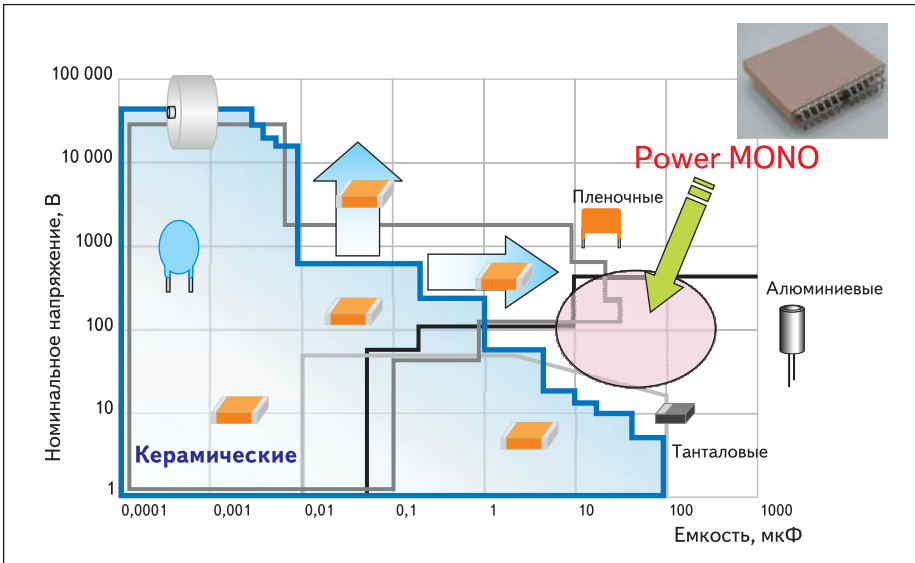 Номинальное напряжение, В
100 000
10 000
1000
100
10
1
Power MONO
Пленочные
Алюминиевые
Керамические
Танталовые
0,0001
0,001
0,01
0,1
1
10
100
1000
Емкость, мкФ